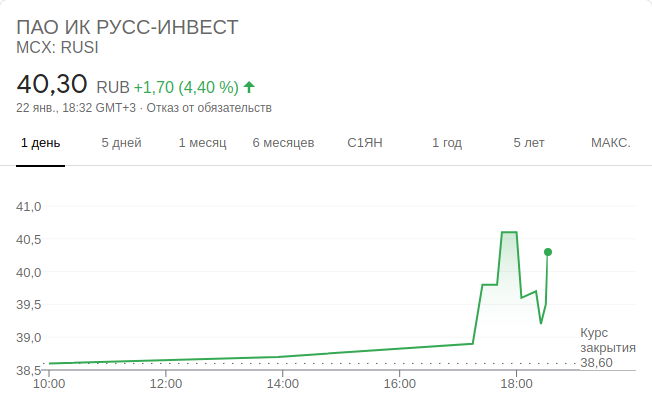 ПАО ИК РУСС-ИНВЕСТ
MCX: RUSI
40,30 RUB +1,70 (4,40 %)
22 янв., 18:32 GMT+3 · Отказ от обязательств
1 день 5 дней 1 месяц 6 месяцев С1ЯН 1 год 5 лет МАКС.
41,0
40,5
40,0
39,5
39,0
38,5
Курс
закрытия
38,60
10:00 12:00 14:00 16:00 18:00